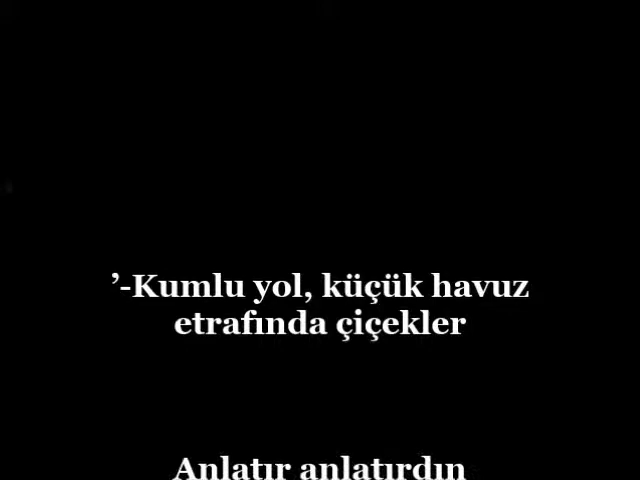 ’-Kumlu yol, küçük havuz
etrafında çiçekler
Anlatır anlatırdın